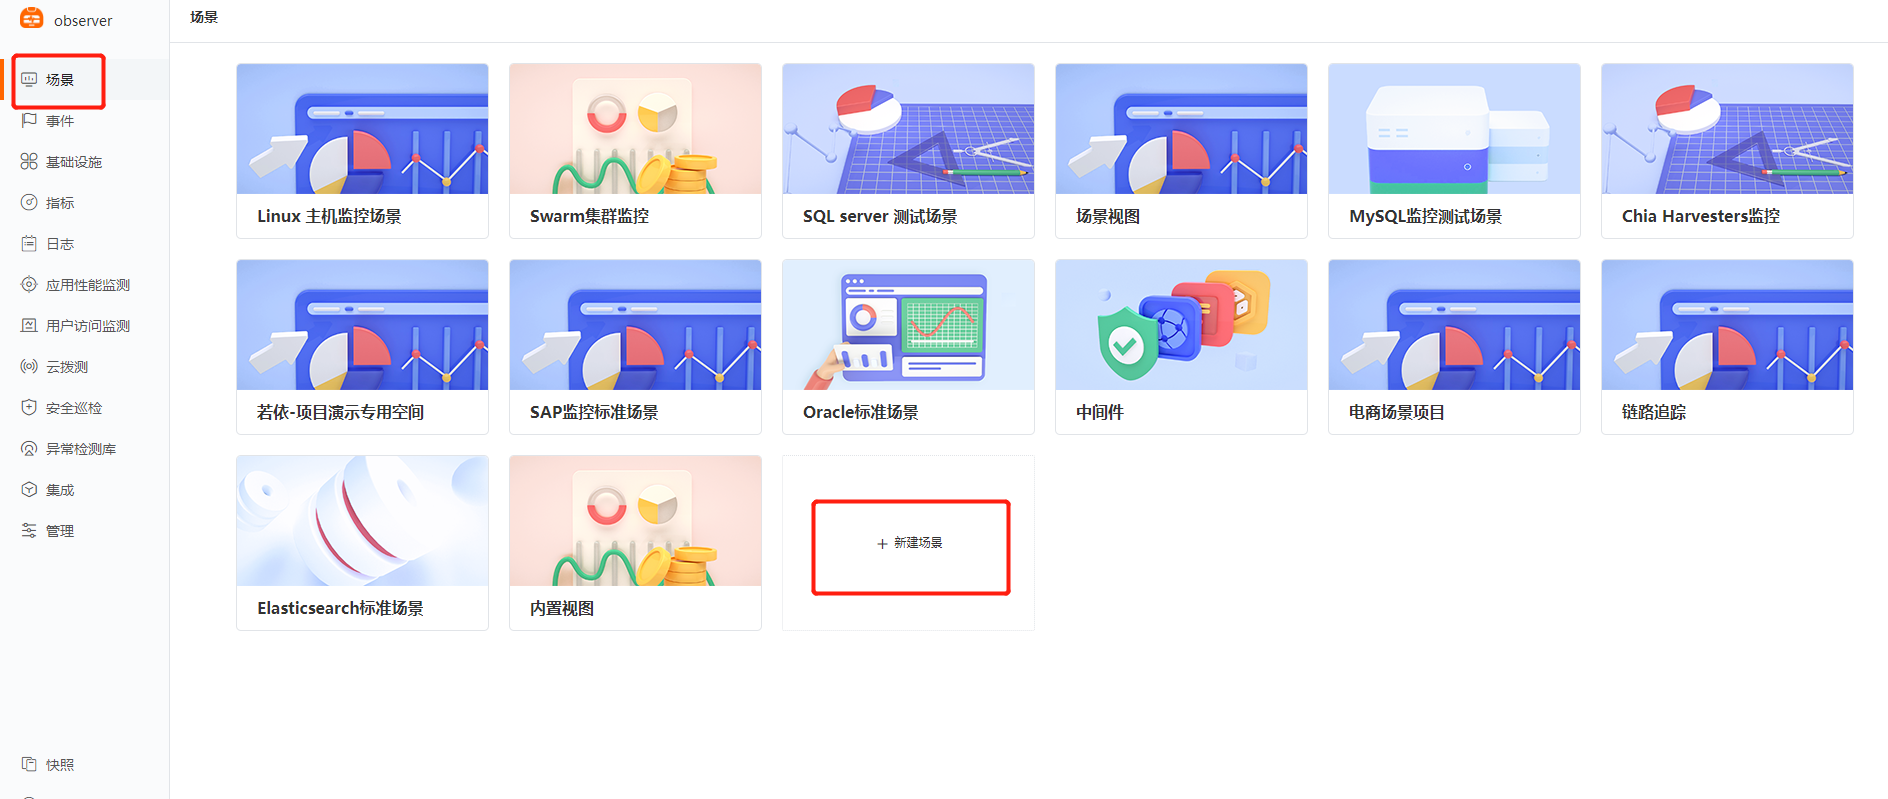 observer
场景
场景
事件
基础设施
指标
日志
应用性能监测
用户访问监测
云拨测
安全巡检
异常检测库
集成
管理
快照
Linux 主机监控场景
Swarm集群监控
SQL server 测试场景
场景视图
MySQL监控测试场景
Chia Harvesters监控
若依-项目演示专用空间
SAP监控标准场景
Oracle标准场景
中间件
电商场景项目
链路追踪
Elasticsearch标准场景
内置视图
+ 新建场景